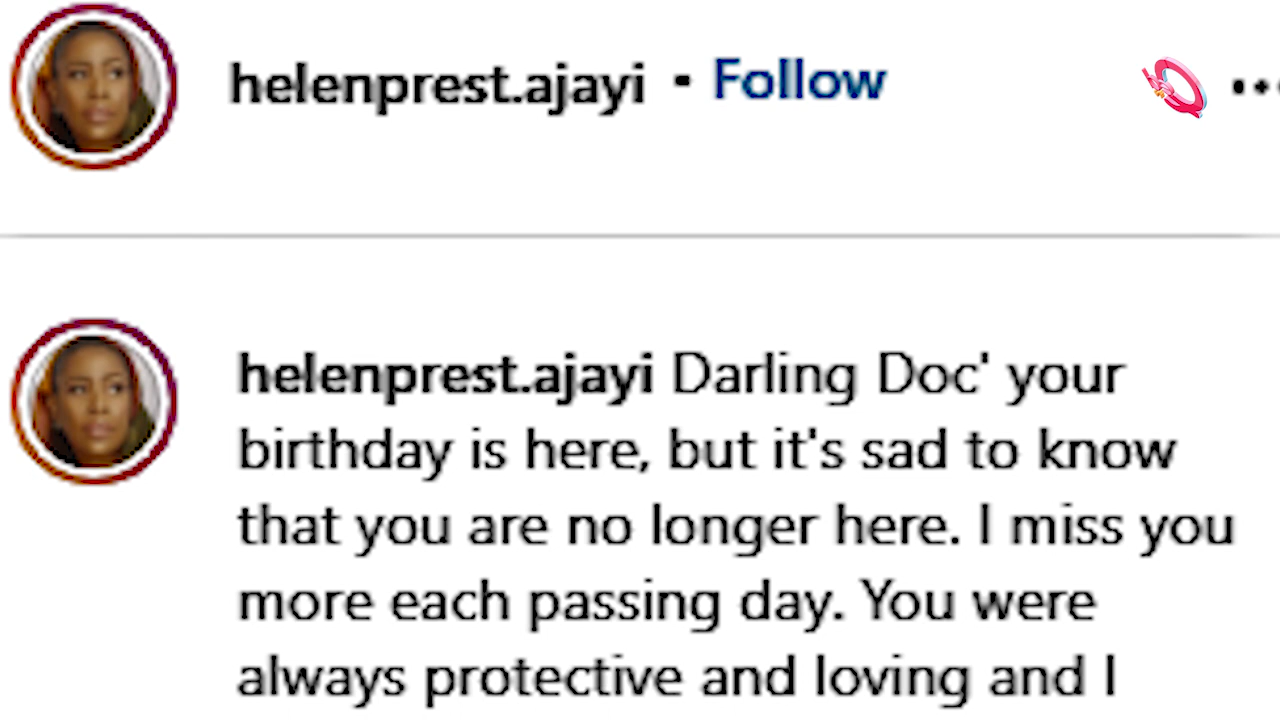 helenprest.ajayi • Follow
helenprest.ajayi Darling Doc' your
birthday is here, but it's sad to know
that you are no longer here. I miss you
more each passing day. You were
always protective and loving and I